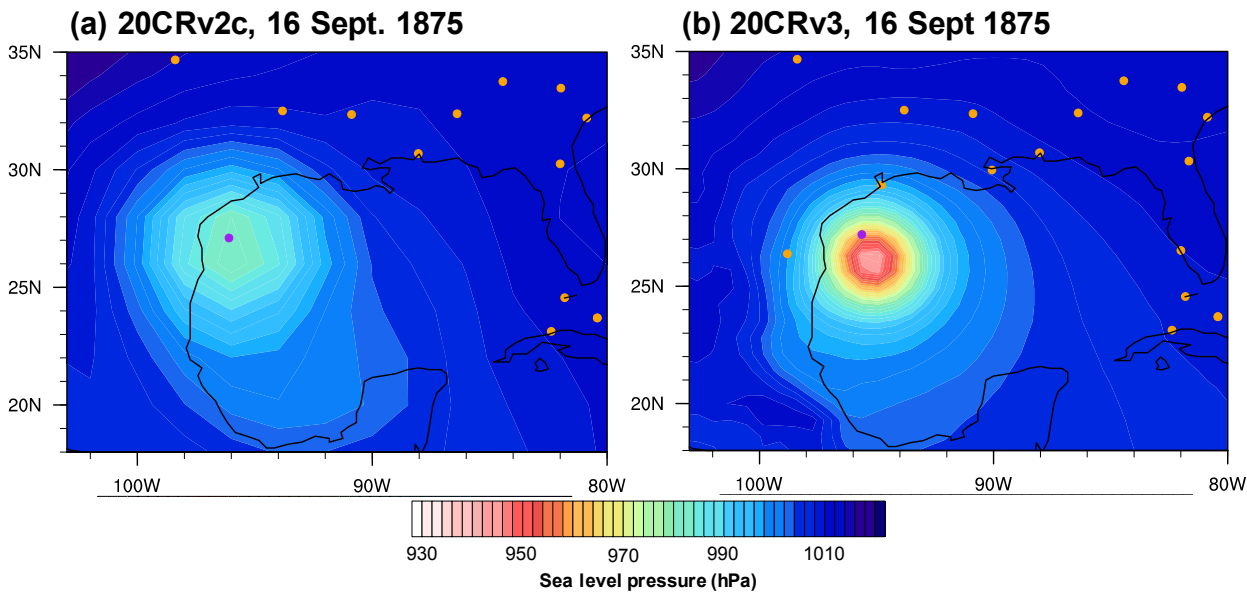 (a) 20CRv2c, 16 Sept. 1875
(b) 20CRv3, 16 Sept 1875
35N
30N
25N
20N
100W
90W
80W
35N
30N
25N
20N
100W
90W
80W
930
950
970
990
1010
Sea level pressure (hPa)